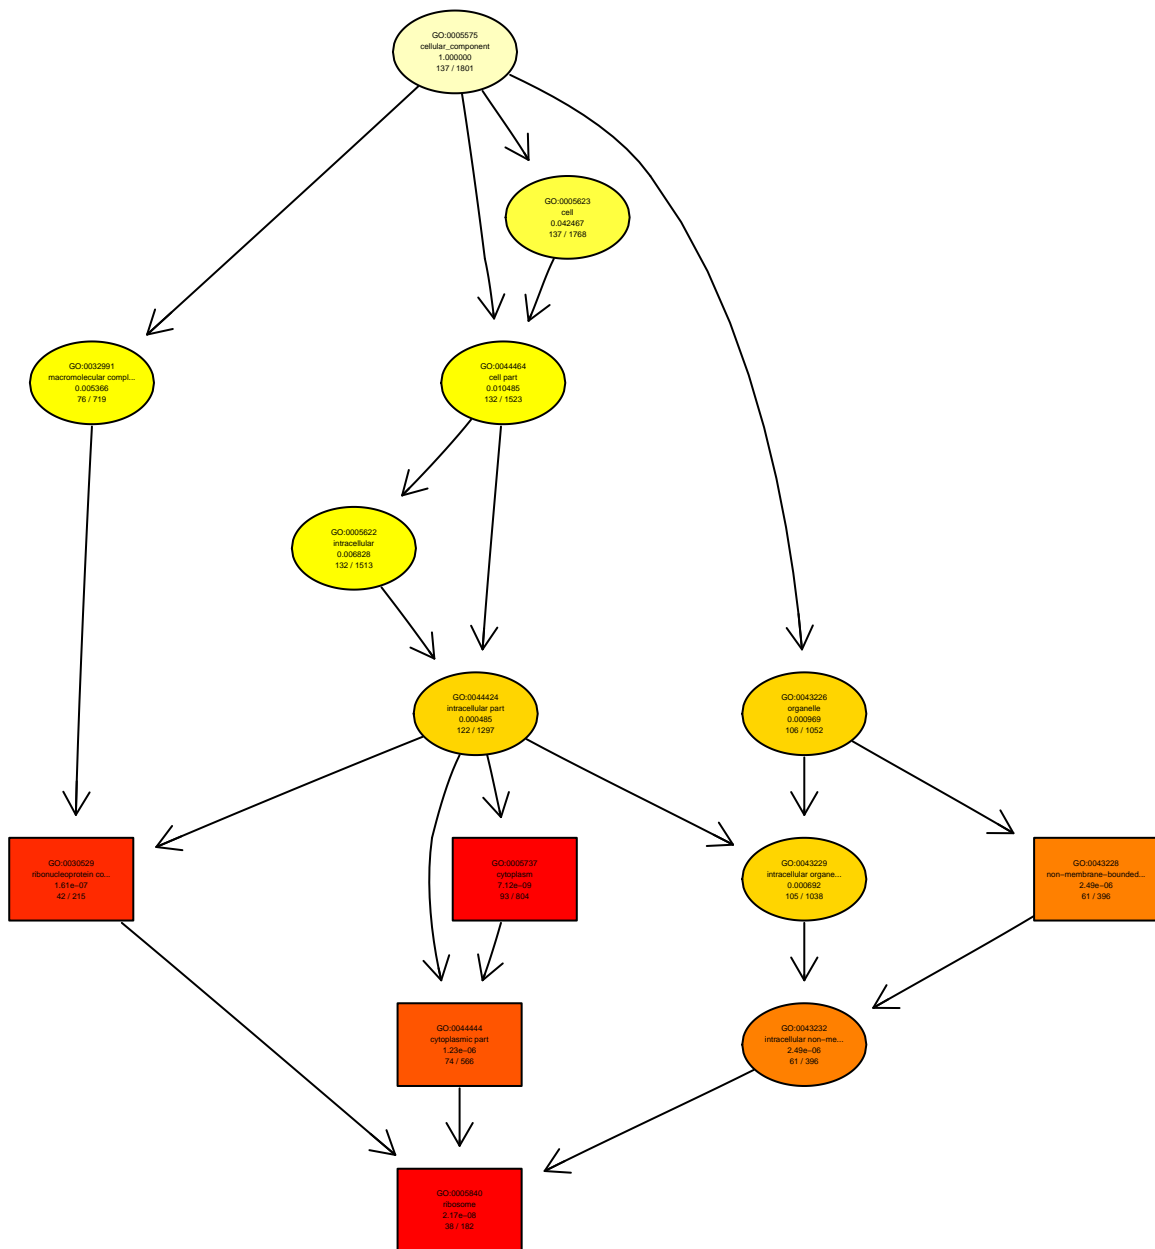 GO:0005575
cellular_component
1.000000
137 / 1801
GO:0005623
cell
0.042467
137 / 1768
GO:0032991
macromolecular compl...
0.005366
76 / 719
GO:0044464
cell part
0.010485
132 / 1523
GO:0005622
intracellular
0.006828
132 / 1513
GO:0044424
intracellular part
0.000485
122 / 1297
GO:0043226
organelle
0.000969
106 / 1052
GO:0030529
ribonucleoprotein co...
1.61e−07
42 / 215
GO:0005737
cytoplasm
7.12e−09
93 / 804
GO:0043229
intracellular organe...
0.000692
105 / 1038
GO:0043228
non−membrane−bounded...
2.49e−06
61 / 396
GO:0044444
cytoplasmic part
1.23e−06
74 / 566
GO:0043232
intracellular non−me...
2.49e−06
61 / 396
GO:0005840
ribosome
2.17e−08
38 / 182